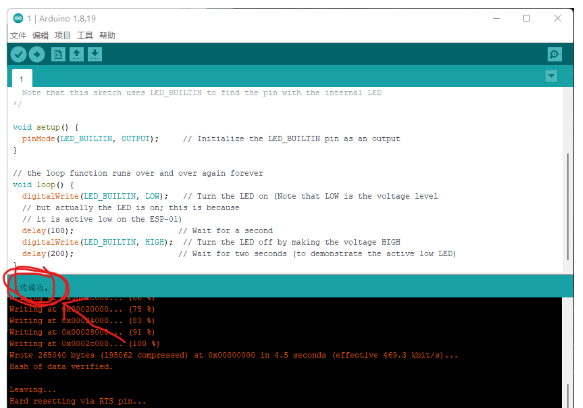 1 | Arduino 1.8.19
文件 编辑 项目 工具 帮助
1
Note that this sketch uses LED_BUILTIN to find the pin with the internal LED
*/
void setup() {
pinMode(LED_BUILTIN, OUTPUT);     // Initialize the LED_BUILTIN pin as an output
}
// the loop function runs over and over again forever
void loop() {
digitalWrite(LED_BUILTIN, LOW);   // Turn the LED on (Note that LOW is the voltage level
// but actually the LED is on; this is because
// it is active low on the ESP-01)
delay(100);                      // Wait for a second
digitalWrite(LED_BUILTIN, HIGH);  // Turn the LED off by making the voltage HIGH
delay(200);                      // Wait for two seconds (to demonstrate the active low LED)
}
上传成功。
Writing at 0x00020000... (75 %)
Writing at 0x00024000... (83 %)
Writing at 0x00028000... (91 %)
Writing at 0x0002c000... (100 %)
Wrote 265040 bytes (195062 compressed) at 0x00000000 in 4.5 seconds (effective 469.3 kbit/s)...
Hash of data verified.
Leaving...
Hard resetting via RTS pin...